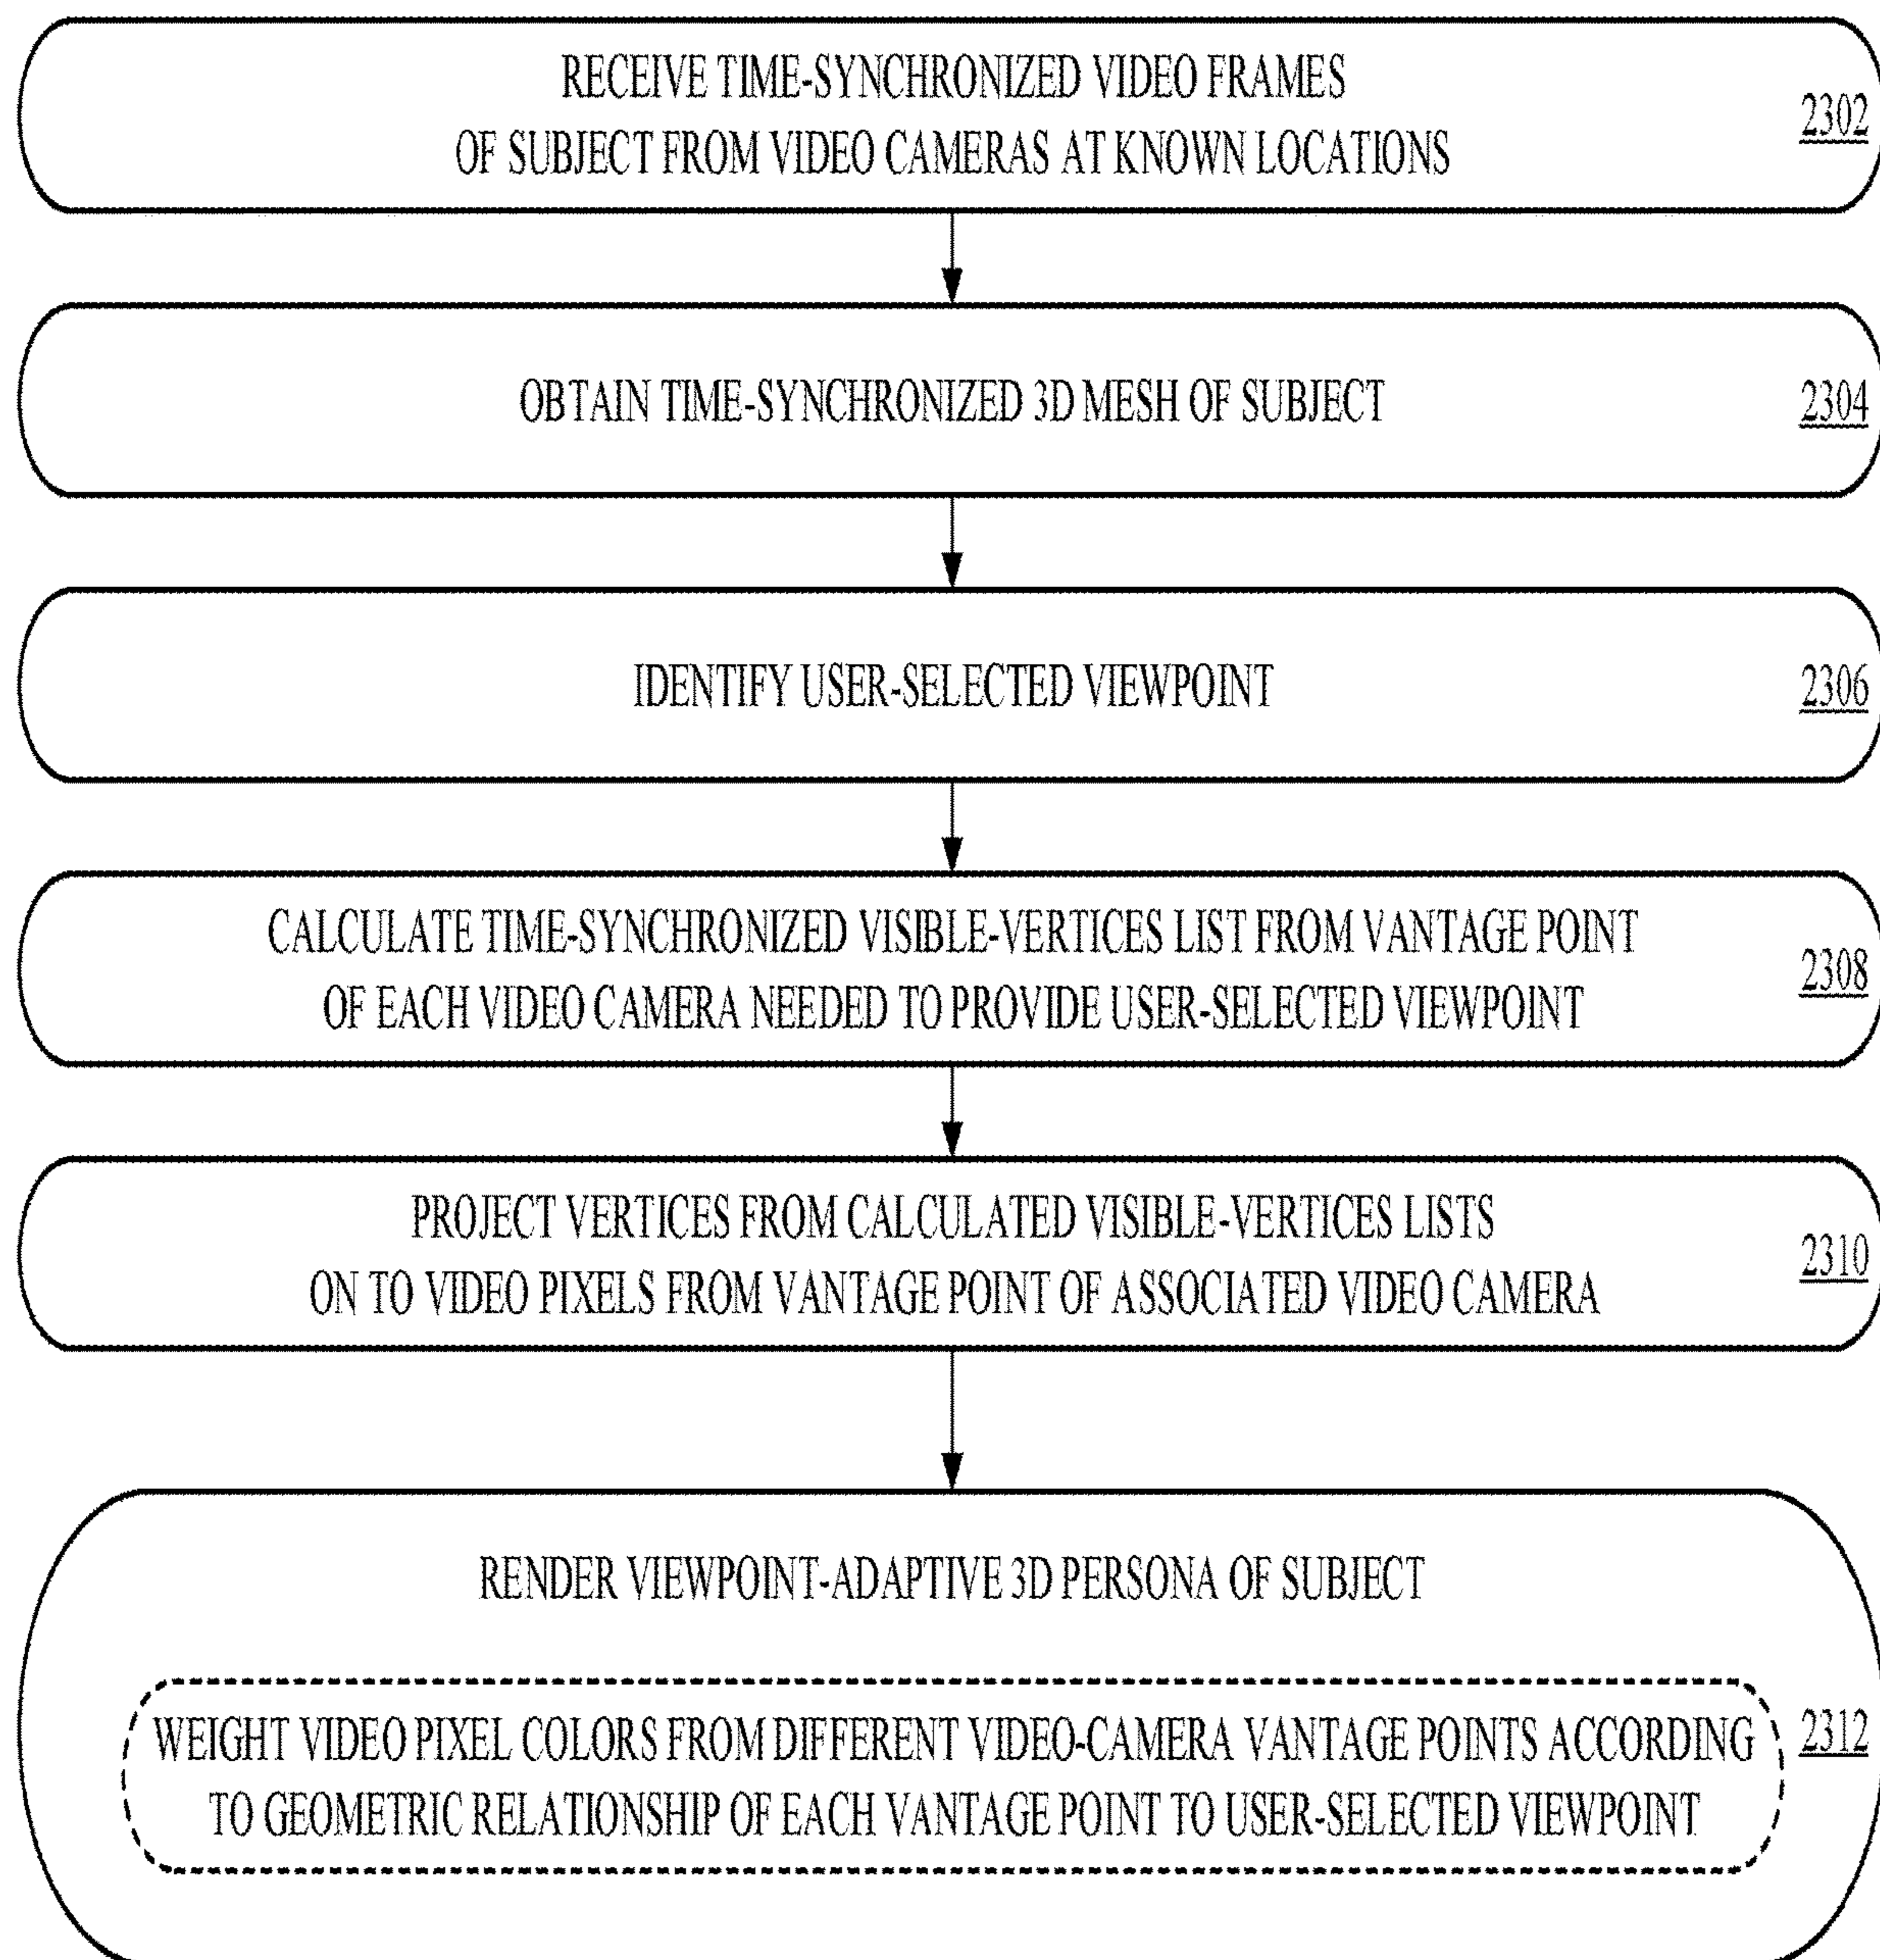 RECEIVE TIME-SYNCHRONIZED VIDEO FRAMES
OF SUBJECT FROM VIDEO CAMERAS AT KNOWN LOCATIONS
2302
OBTAIN TIME-SYNCHRONIZED 3D MESH OF SUBJECT
2304
IDENTIFY USER-SELECTED VIEWPOINT
2306
CALCULATE TIME-SYNCHRONIZED VISIBLE-VERTICES LIST FROM VANTAGE POINT
OF EACH VIDEO CAMERA NEEDED TO PROVIDE USER-SELECTED VIEWPOINT
2308
PROJECT VERTICES FROM CALCULATED VISIBLE-VERTICES LISTS
ON TO VIDEO PIXELS FROM VANTAGE POINT OF ASSOCIATED VIDEO CAMERA
2310
RENDER VIEWPOINT-ADAPTIVE 3D PERSONA OF SUBJECT
WEIGHT VIDEO PIXEL COLORS FROM DIFFERENT VIDEO-CAMERA VANTAGE POINTS ACCORDING
TO GEOMETRIC RELATIONSHIP OF EACH VANTAGE POINT TO USER-SELECTED VIEWPOINT
2312